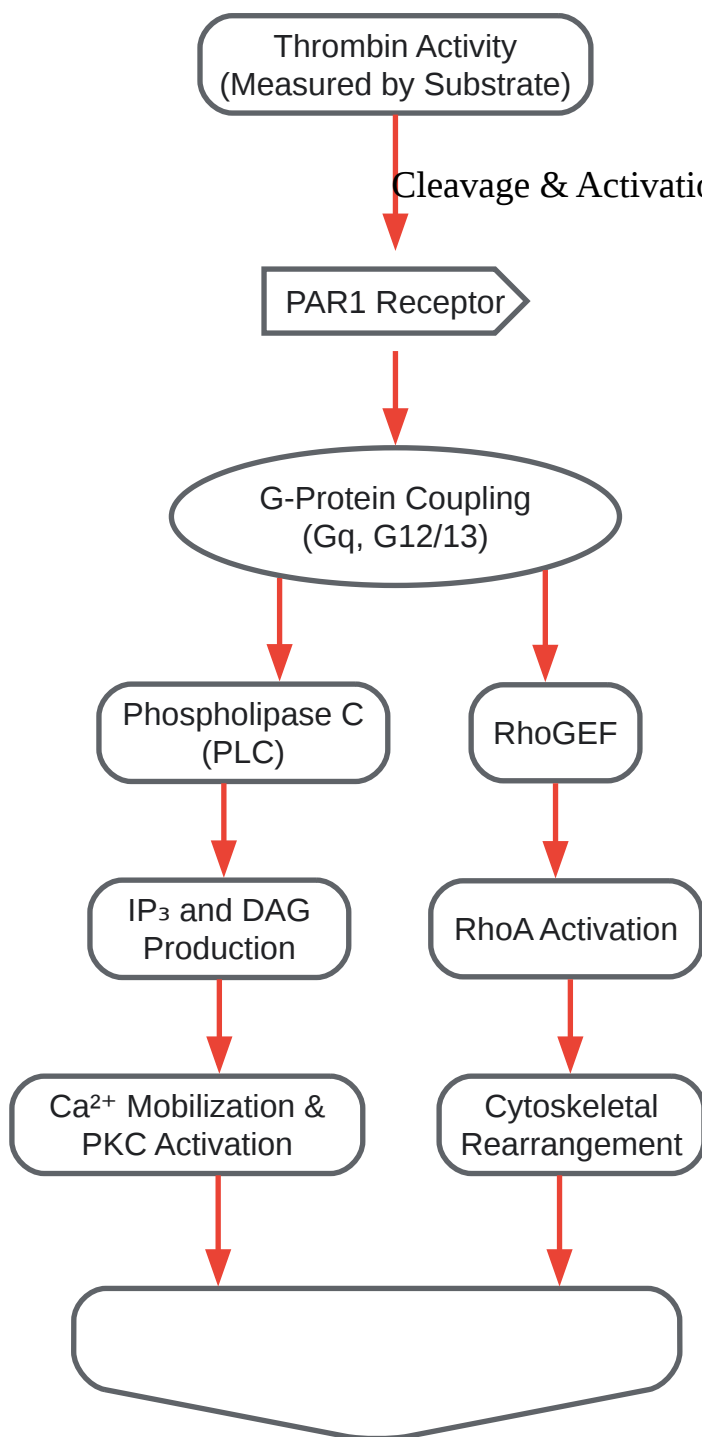 Thrombin Activity
(Measured by Substrate)
Cleavage & Activatio
PAR1 Receptor
G-Protein Coupling
(Gq, G12/13)
Phospholipase C
(PLC)
RhoGEF
IP₃ and DAG
Production
RhoA Activation
Ca²⁺ Mobilization &
PKC Activation
Cytoskeletal
Rearrangement